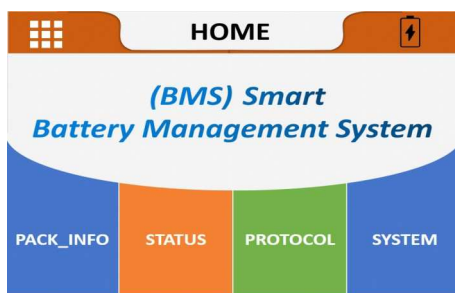 HOME
(BMS) Smart
Battery Management System
PACK_INFO
STATUS
PROTOCOL
SYSTEM